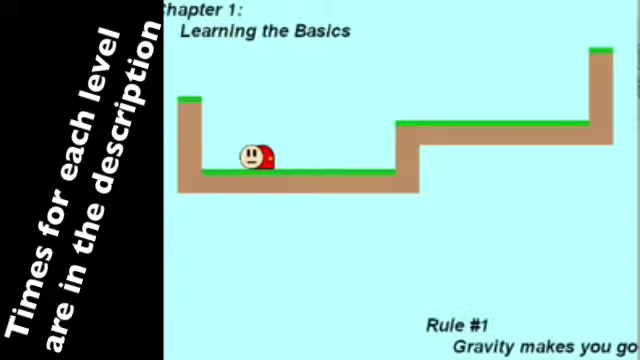 Times for each level
are in the description
Chapter 1:
Learning the Basics
Rule #1
Gravity makes you go